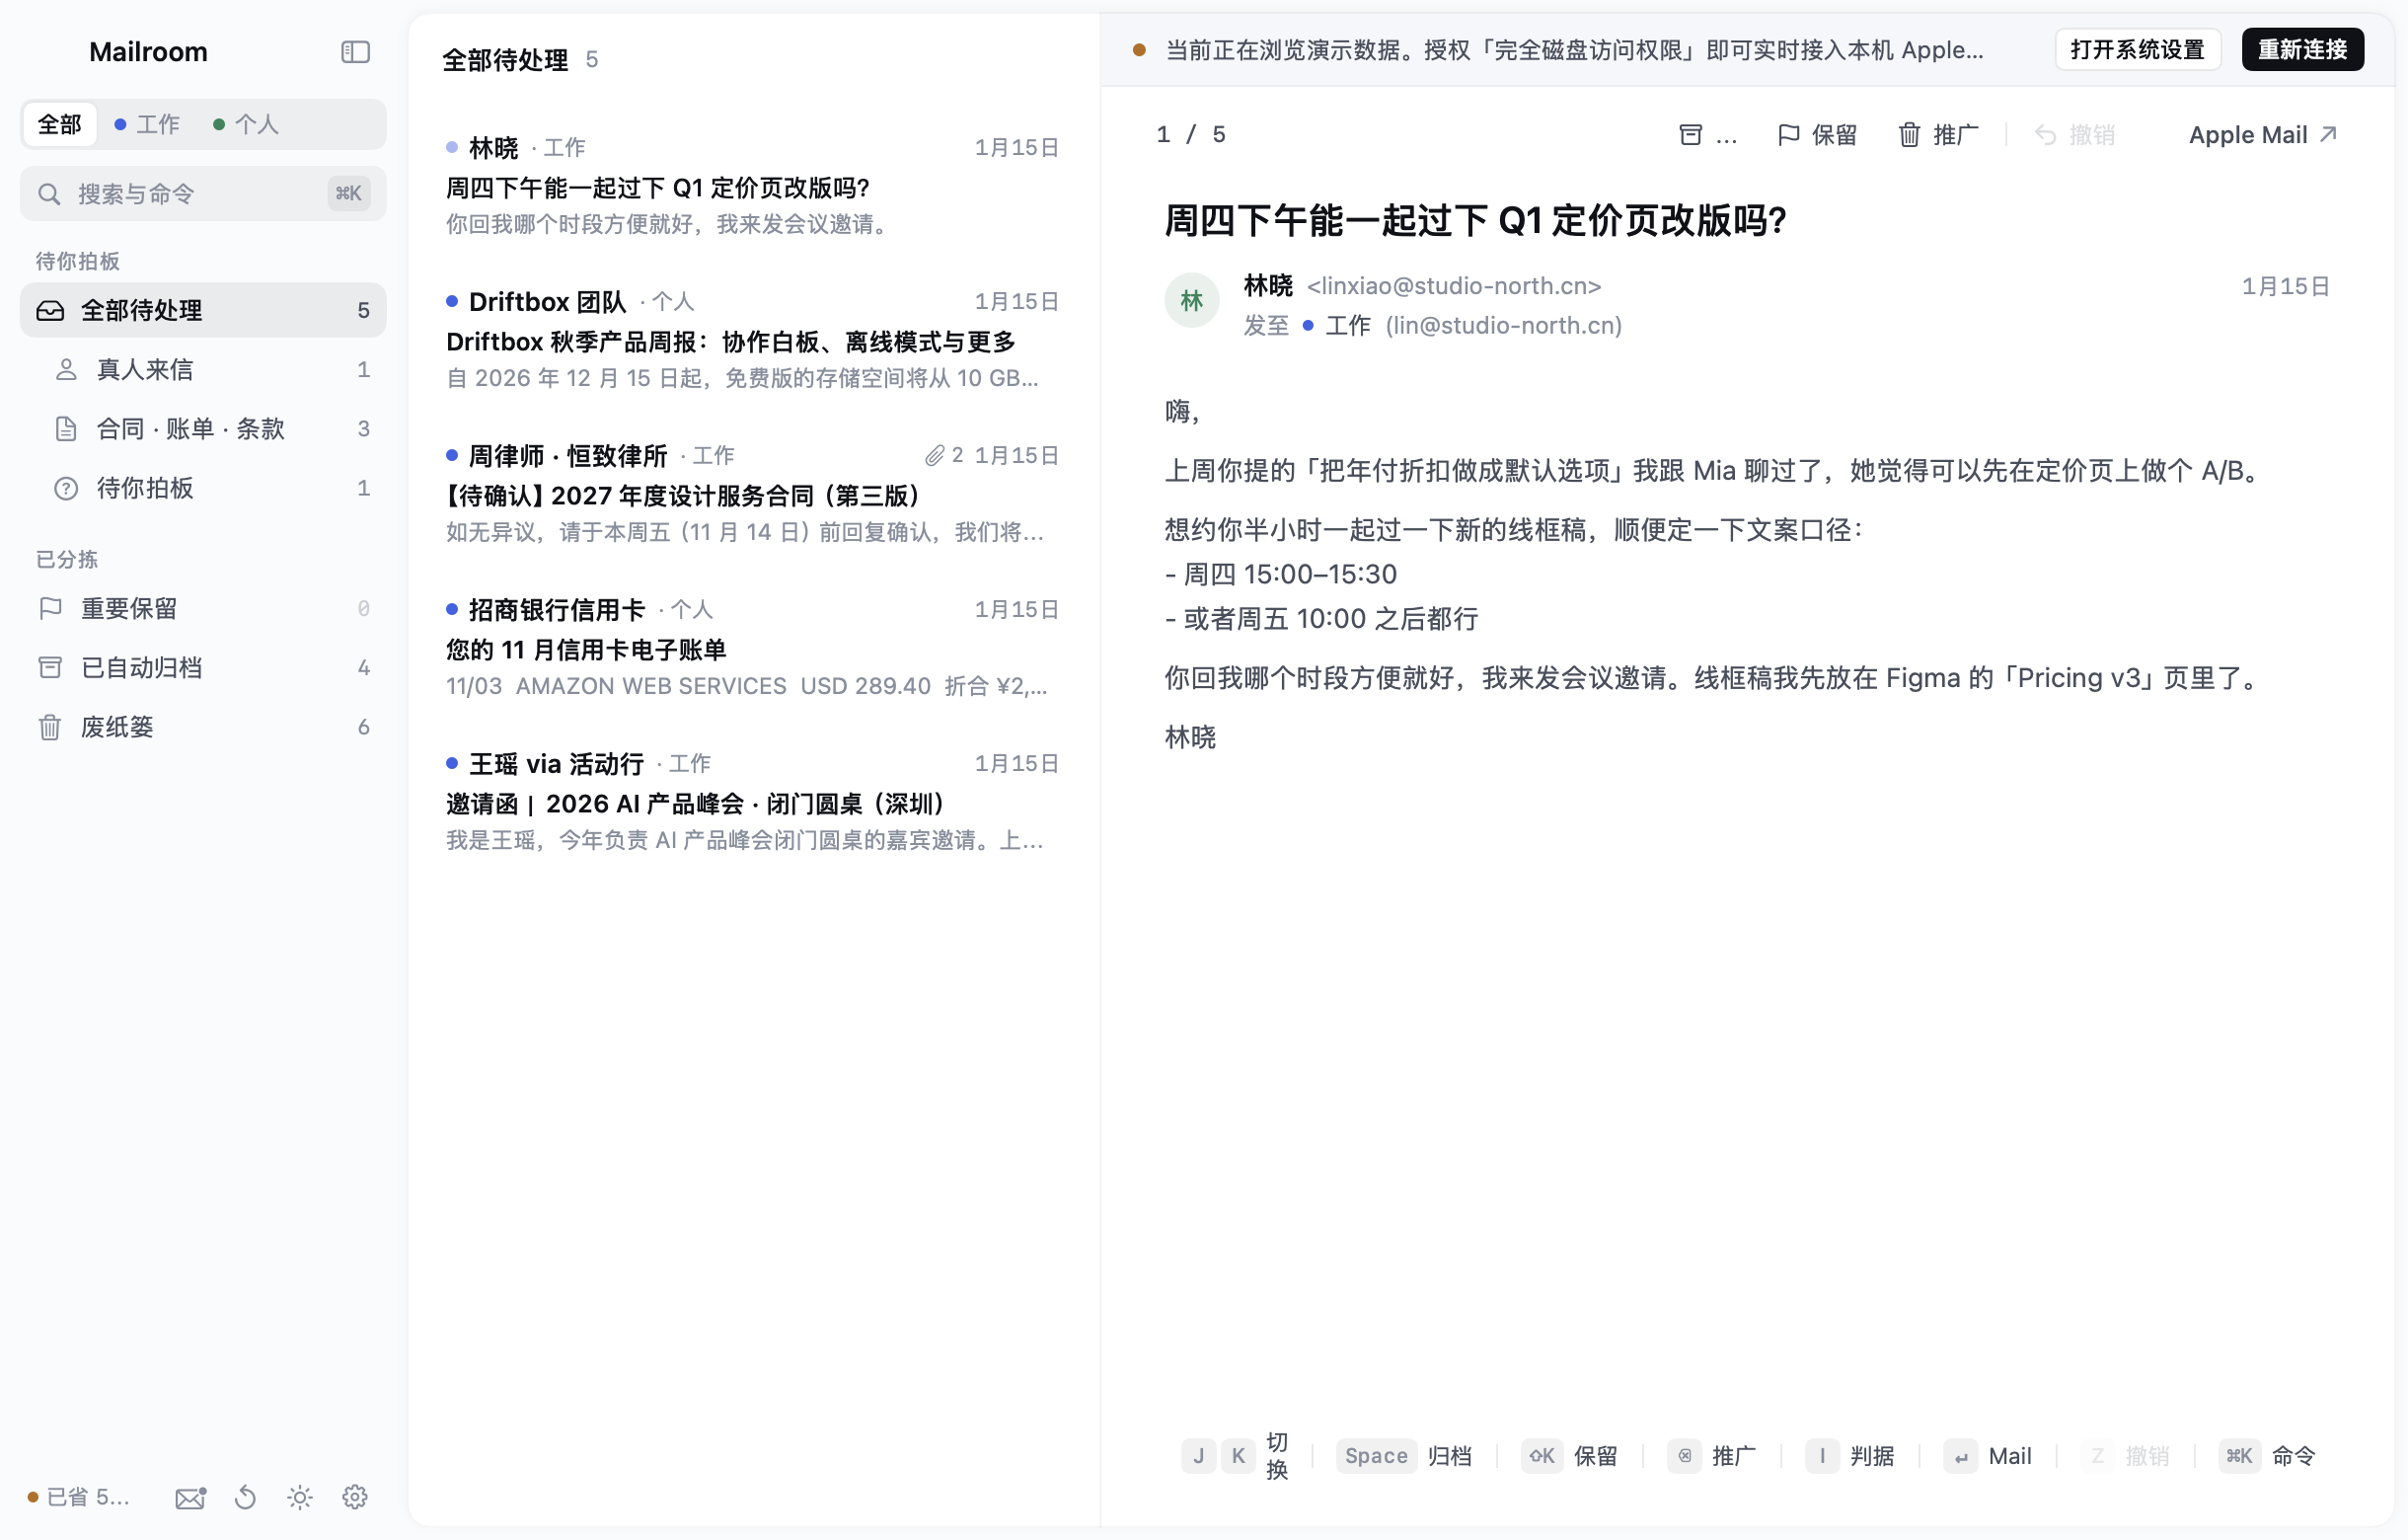 Mailroom
全部 工作 个人
搜索与命令 ⌘K
待你拍板
全部待处理 5
真人来信 1
合同 · 账单 · 条款 3
待你拍板 1
已分拣
重要保留 0
已自动归档 4
废纸篓 6
已省 5...
全部待处理 5
林晓 · 工作 1月15日
周四下午能一起过下 Q1 定价页改版吗？
你回我哪个时段方便就好，我来发会议邀请。
Driftbox 团队 · 个人 1月15日
Driftbox 秋季产品周报：协作白板、离线模式与更多
自 2026 年 12 月 15 日起，免费版的存储空间将从 10 GB...
周律师 · 恒致律所 · 工作 2 1月15日
【待确认】2027 年度设计服务合同（第三版）
如无异议，请于本周五（11 月 14 日）前回复确认，我们将...
招商银行信用卡 · 个人 1月15日
您的 11 月信用卡电子账单
11/03 AMAZON WEB SERVICES USD 289.40 折合 ¥2,...
王瑶 via 活动行 · 工作 1月15日
邀请函 | 2026 AI 产品峰会 · 闭门圆桌（深圳）
我是王瑶，今年负责 AI 产品峰会闭门圆桌的嘉宾邀请。上...
当前正在浏览演示数据。授权「完全磁盘访问权限」即可实时接入本机 Apple... 打开系统设置 重新连接
1 / 5 ... 保留 推广 撤销 Apple Mail ↗
周四下午能一起过下 Q1 定价页改版吗？
林 林晓 <linxiao@studio-north.cn> 1月15日
发至 工作 (lin@studio-north.cn)
嗨，
上周你提的「把年付折扣做成默认选项」我跟 Mia 聊过了，她觉得可以先在定价页上做个 A/B。
想约你半小时一起过一下新的线框稿，顺便定一下文案口径：
- 周四 15:00–15:30
- 或者周五 10:00 之后都行
你回我哪个时段方便就好，我来发会议邀请。线框稿我先放在 Figma 的「Pricing v3」页里了。
林晓
J K 切换 Space 归档 ⇧K 保留 ⌫ 推广 I 判据 ↵ Mail Z 撤销 ⌘K 命令